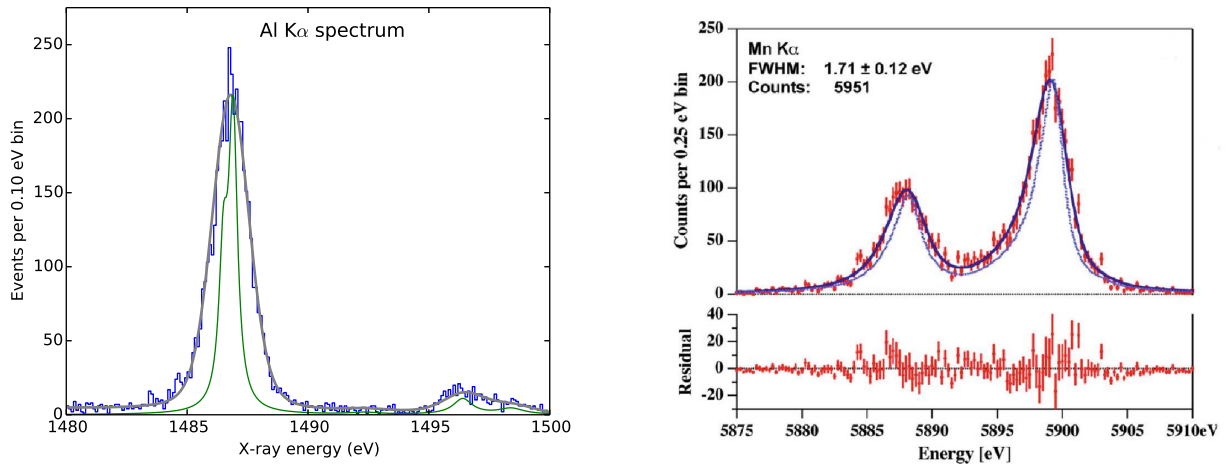 Al Kα spectrum
250
200
150
100
50
0
Events per 0.10 eV bin
1480
1485
1490
1495
1500
X-ray energy (eV)
Mn Kα
FWHM: 1.71 ± 0.12 eV
Counts: 5951
250
200
150
100
50
0
Counts per 0.25 eV bin
40
20
0
-20
Residual
5875
5880
5885
5890
5895
5900
5905
5910eV
Energy [eV]